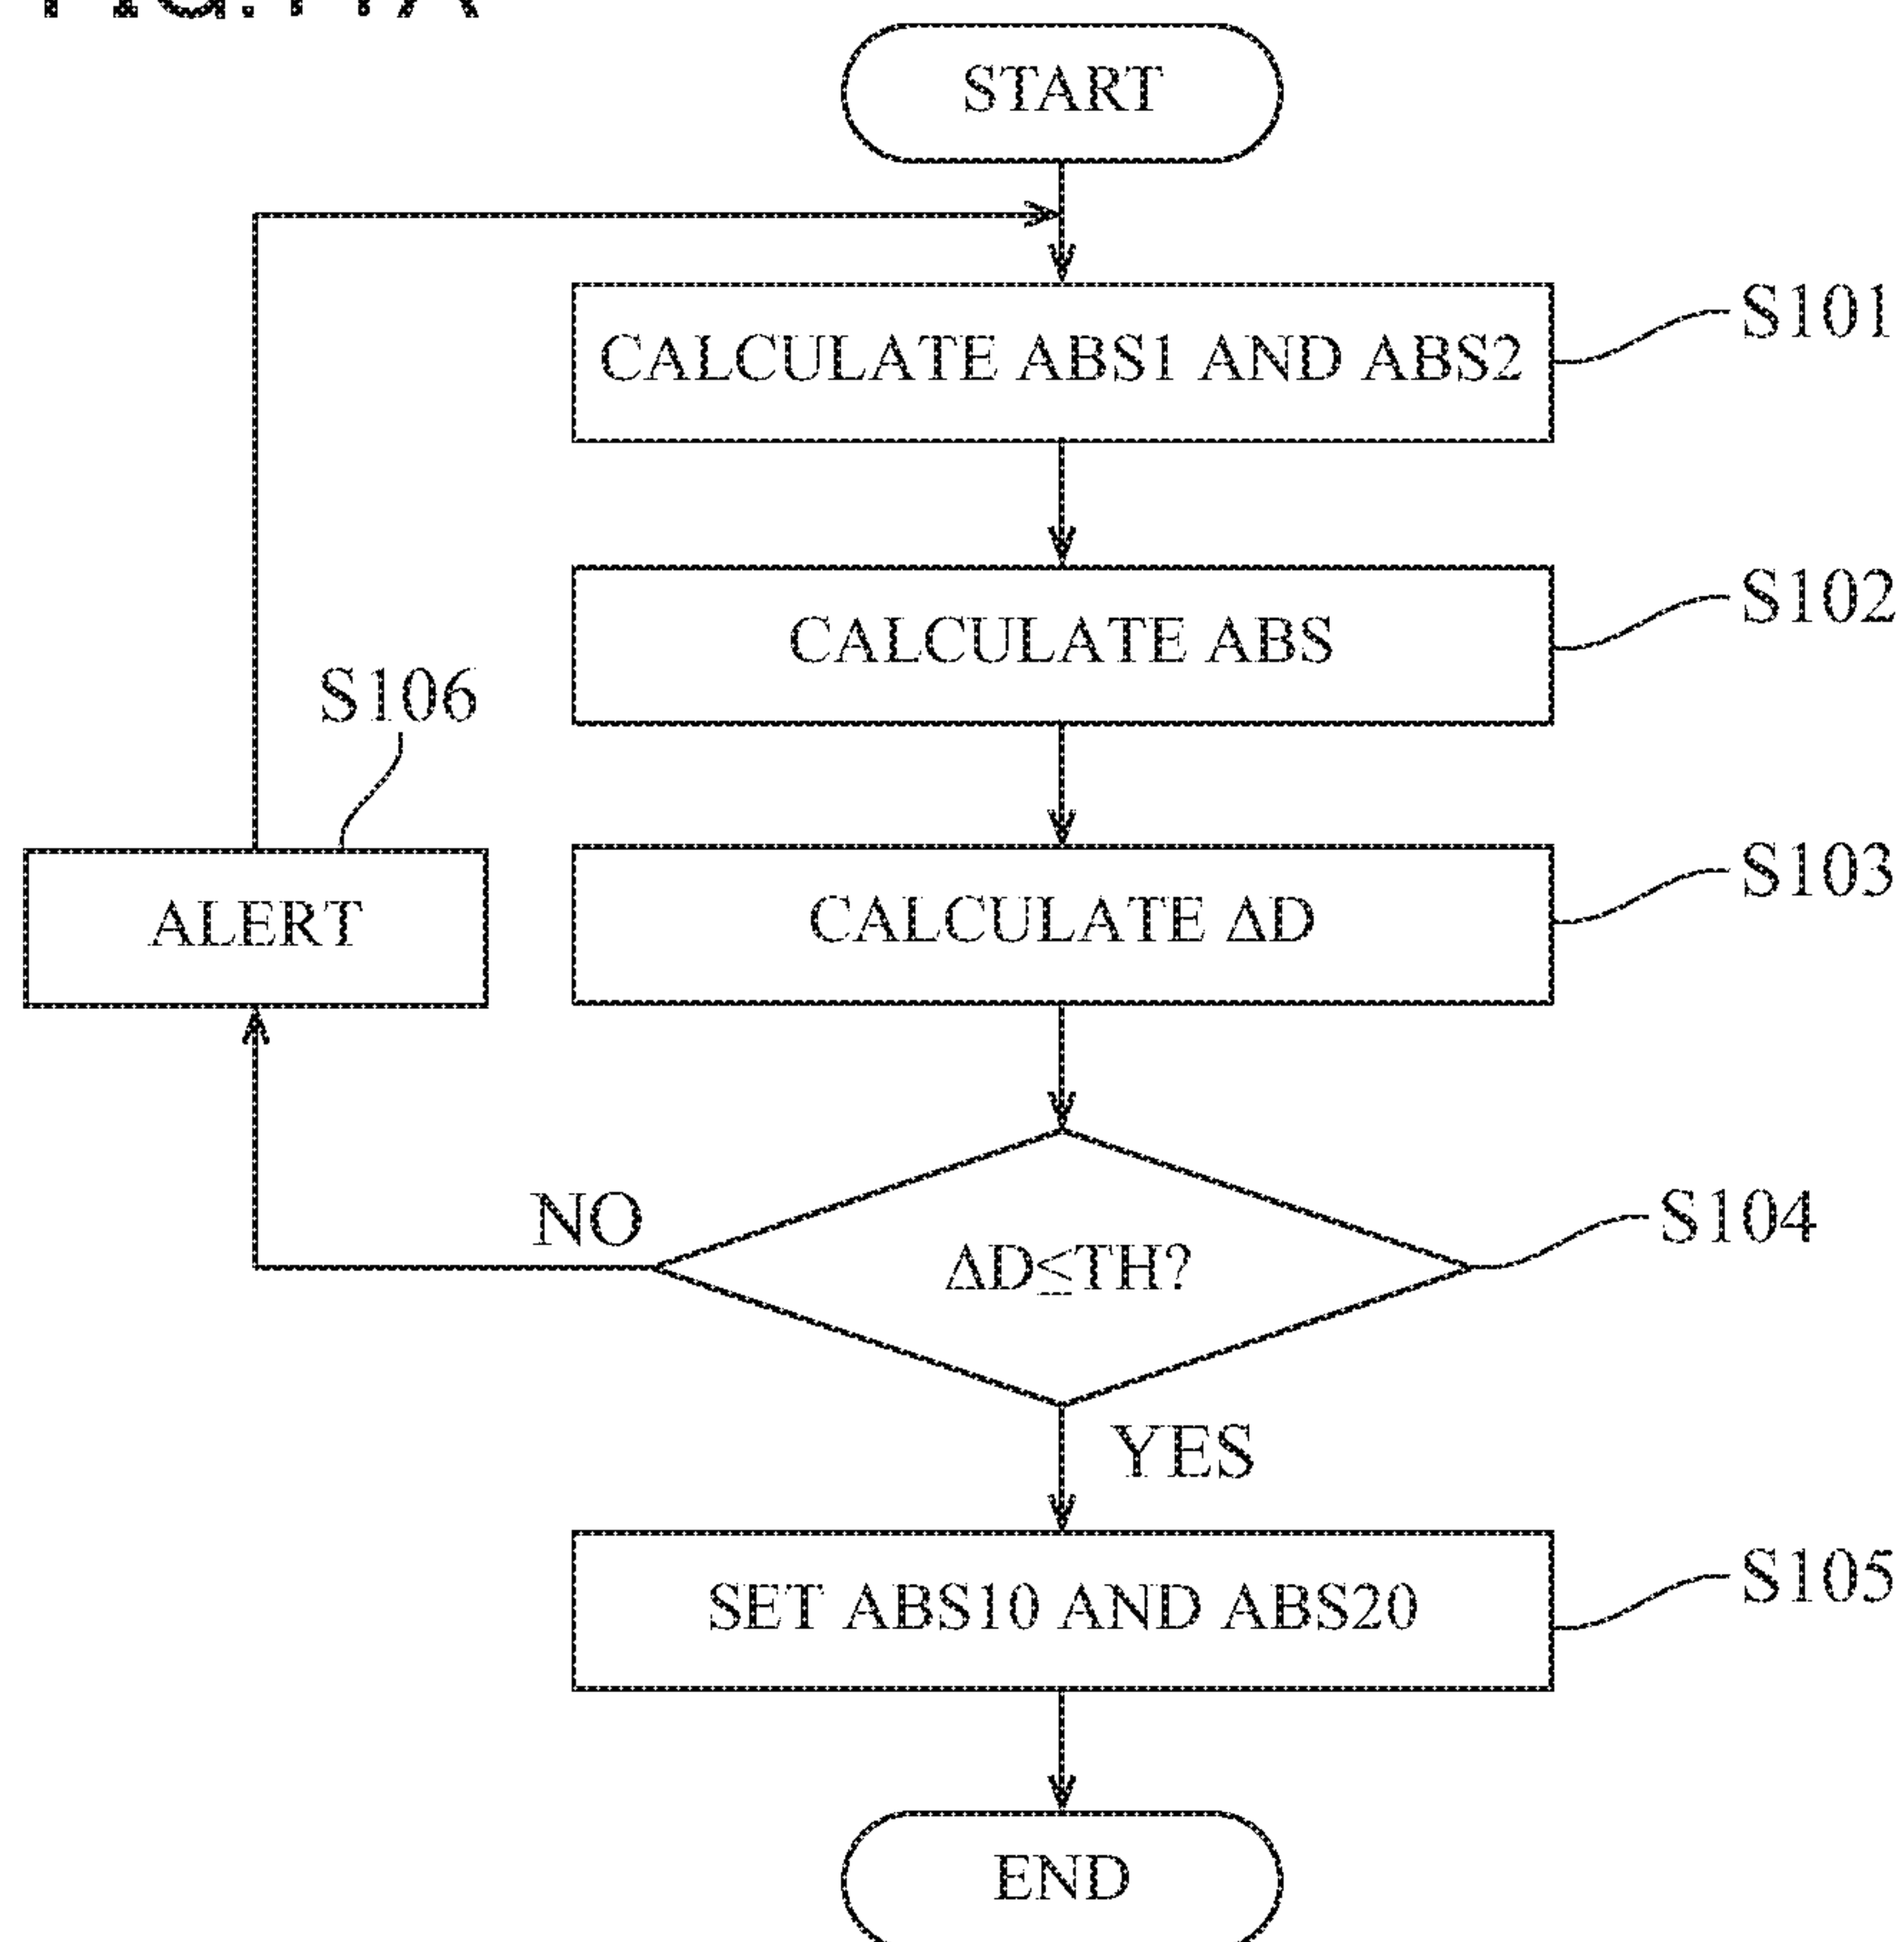 START
CALCULATE ABS1 AND ABS2
S101
CALCULATE ABS
S102
S106
CALCULATE ΔD
S103
ALERT
NO
ΔD≤TH?
S104
YES
SET ABS10 AND ABS20
S105
END